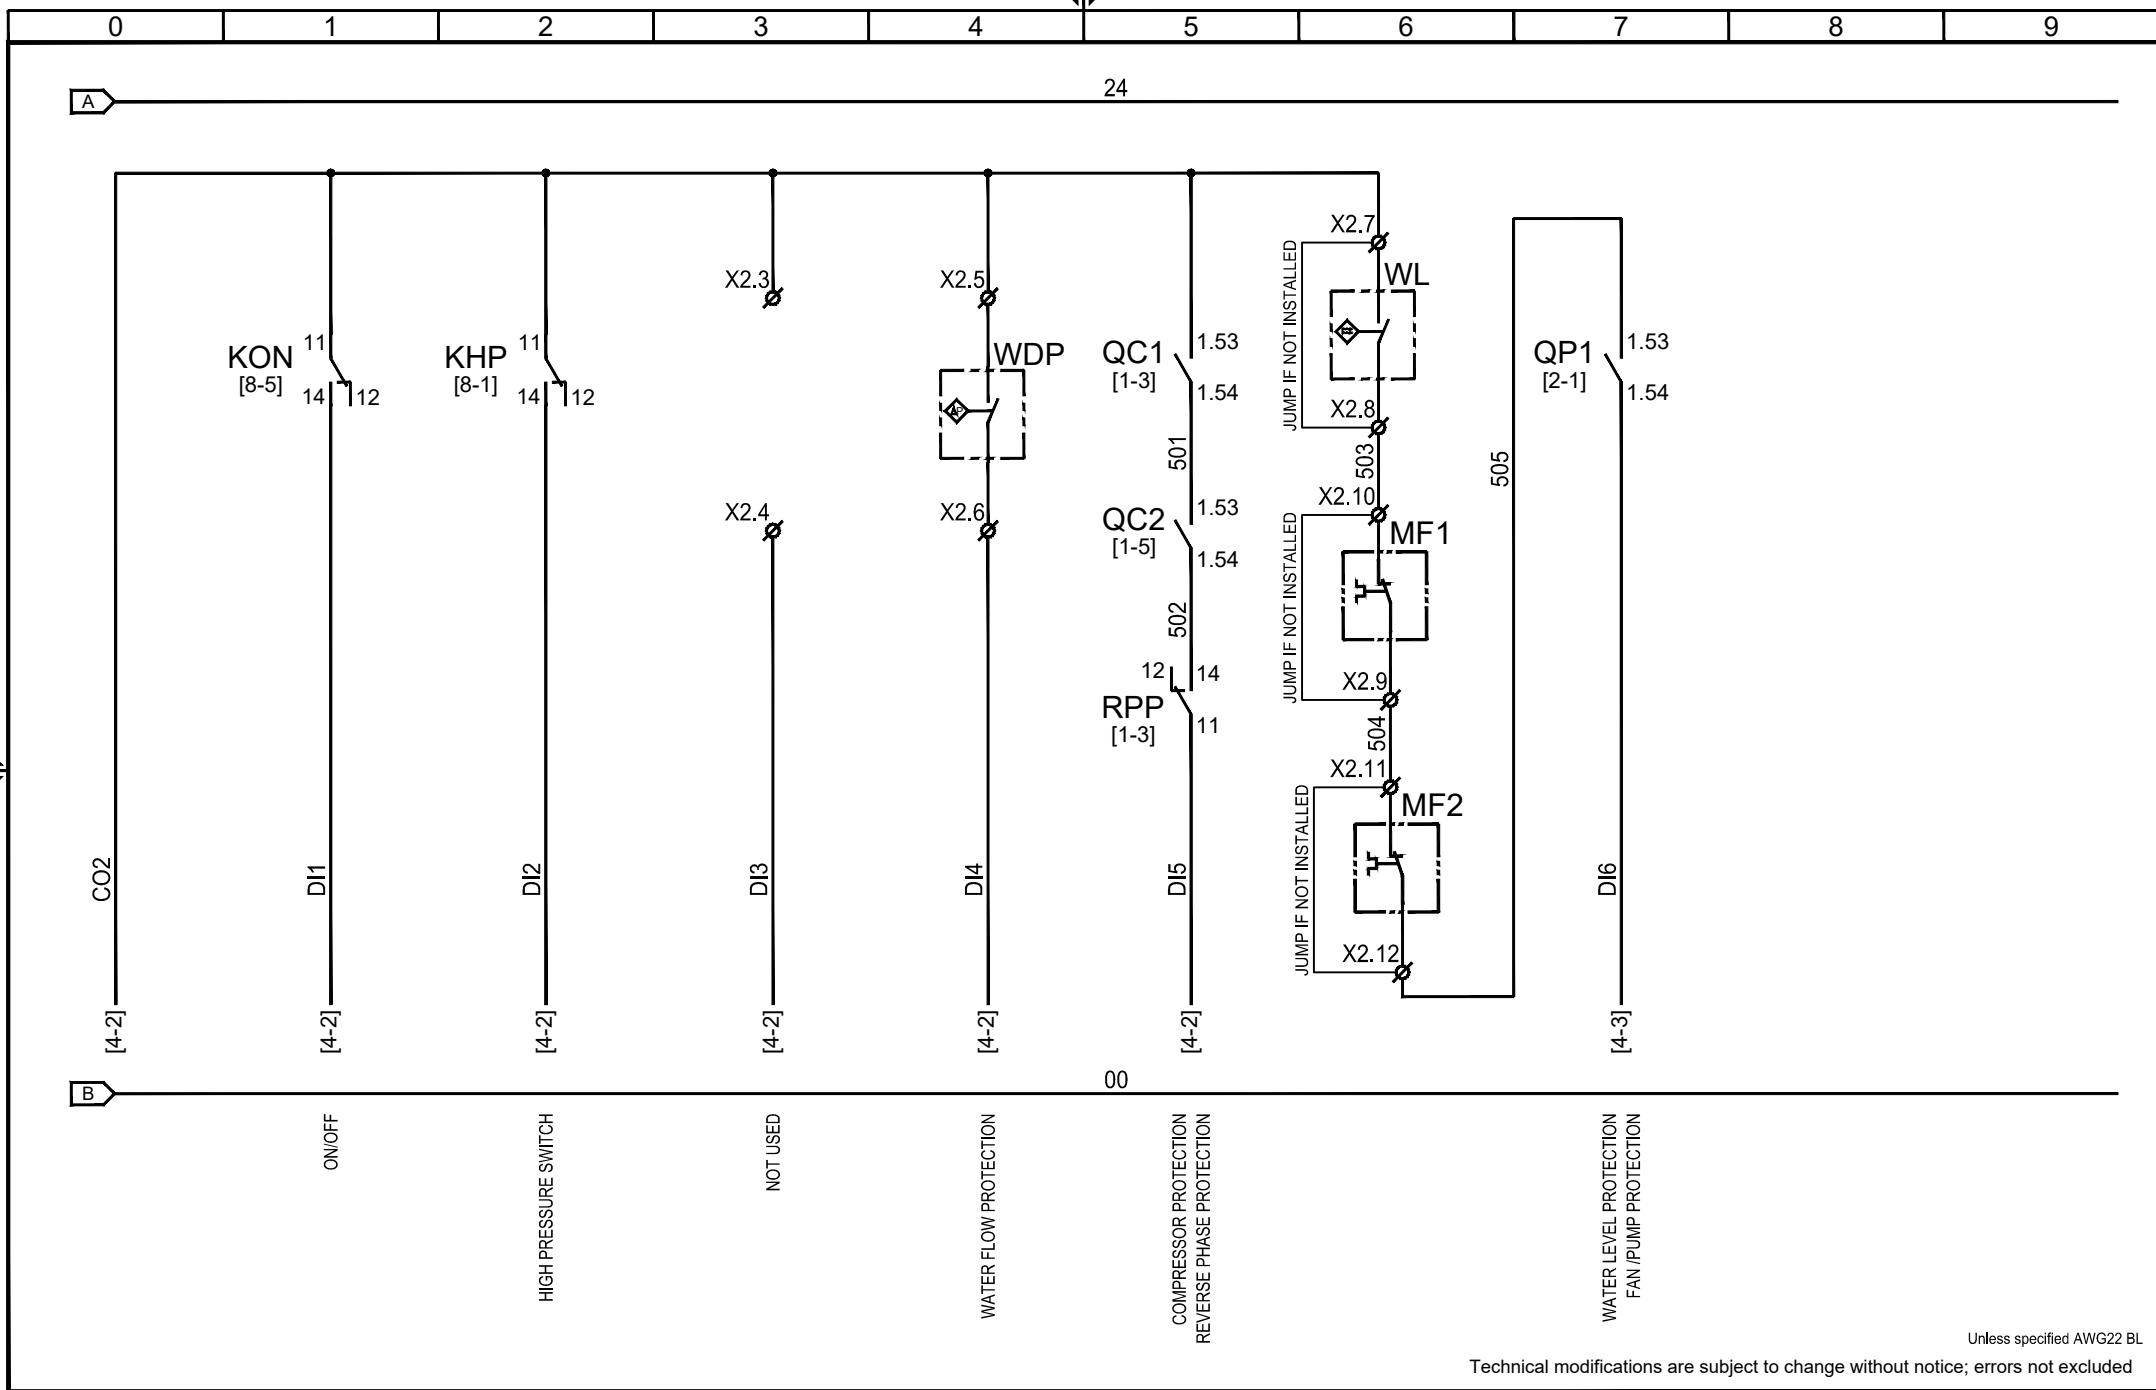 0 1 2 3 4 5 6 7 8 9
A
24
X2.7
X2.3
X2.5
WL
JUMP IF NOT INSTALLED
KON
[8-5]
11
14
12
KHP
[8-1]
11
14
12
WDP
QC1
[1-3]
1.53
1.54
QP1
[2-1]
1.53
1.54
X2.8
501
503
505
X2.4
X2.6
QC2
[1-5]
1.53
1.54
X2.10
MF1
JUMP IF NOT INSTALLED
502
12
14
RPP
[1-3]
11
X2.9
504
X2.11
MF2
JUMP IF NOT INSTALLED
X2.12
CO2
DI1
DI2
DI3
DI4
DI5
DI6
[4-2]
[4-2]
[4-2]
[4-2]
[4-2]
[4-2]
[4-3]
B
00
ON/OFF
HIGH PRESSURE SWITCH
NOT USED
WATER FLOW PROTECTION
COMPRESSOR PROTECTION
REVERSE PHASE PROTECTION
WATER LEVEL PROTECTION
FAN /PUMP PROTECTION
Unless specified AWG22 BL
Technical modifications are subject to change without notice; errors not excluded